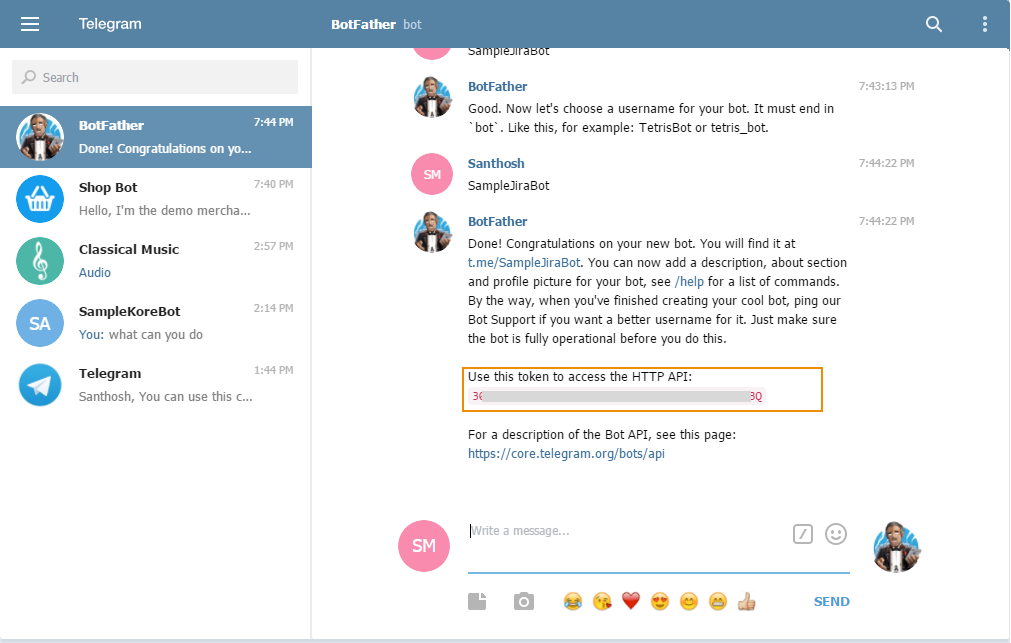 Telegram
BotFather bot
Search
BotFather 7:44 PM
Done! Congratulations on yo...
Shop Bot 7:40 PM
Hello, I'm the demo mercha...
Classical Music 2:57 PM
Audio
SA
SampleKoreBot 2:14 PM
You: what can you do
Telegram 1:44 PM
Santhosh, You can use this c...
SampleJiraBot
BotFather 7:43:13 PM
Good. Now let's choose a username for your bot. It must end in
`bot`. Like this, for example: TetrisBot or tetris_bot.
SM
Santhosh 7:44:22 PM
SampleJiraBot
BotFather 7:44:22 PM
Done! Congratulations on your new bot. You will find it at
t.me/SampleJiraBot. You can now add a description, about section
and profile picture for your bot, see /help for a list of commands.
By the way, when you've finished creating your cool bot, ping our
Bot Support if you want a better username for it. Just make sure
the bot is fully operational before you do this.
Use this token to access the HTTP API:
For a description of the Bot API, see this page:
https://core.telegram.org/bots/api
SM
Write a message...
SEND